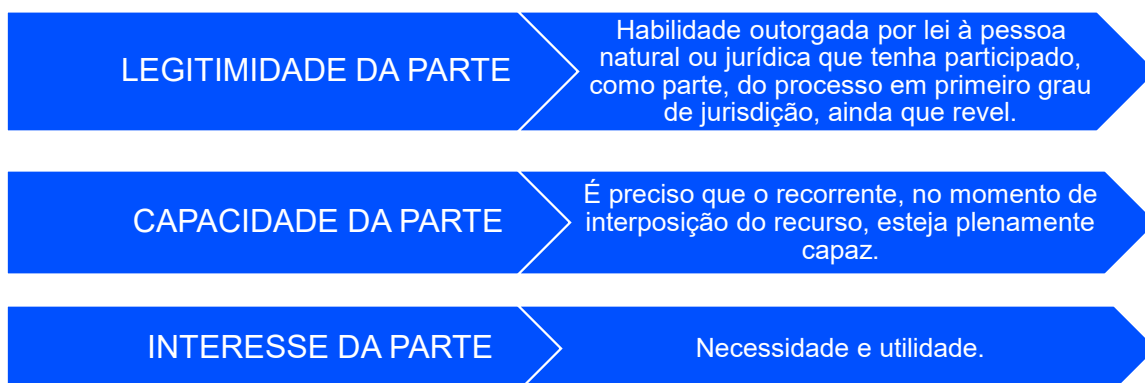 LEGITIMIDADE DA PARTE
Habilidade outorgada por lei à pessoa
natural ou jurídica que tenha participado,
como parte, do processo em primeiro grau
de jurisdição, ainda que revel.
CAPACIDADE DA PARTE
É preciso que o recorrente, no momento de
interposição do recurso, esteja plenamente
capaz.
INTERESSE DA PARTE
Necessidade e utilidade.